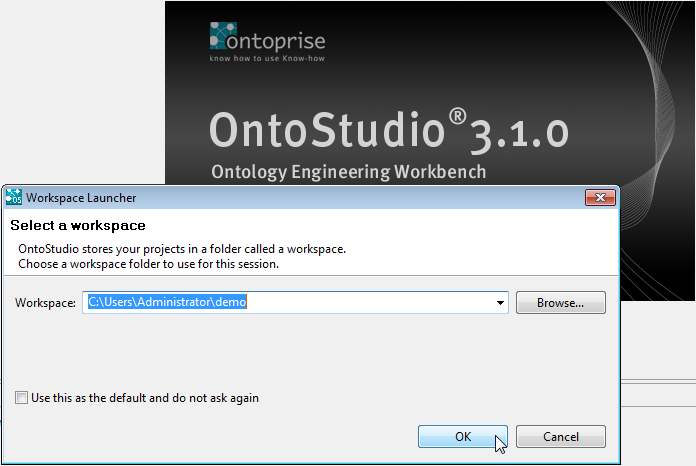 ontoprise
know how to use Know-how
OntoStudio®3.1.0
Ontology Engineering Workbench
OS
Workspace Launcher
Select a workspace
OntoStudio stores your projects in a folder called a workspace.
Choose a workspace folder to use for this session.
Workspace: C:\Users\Administrator\demo Browse...
Use this as the default and do not ask again
OK Cancel